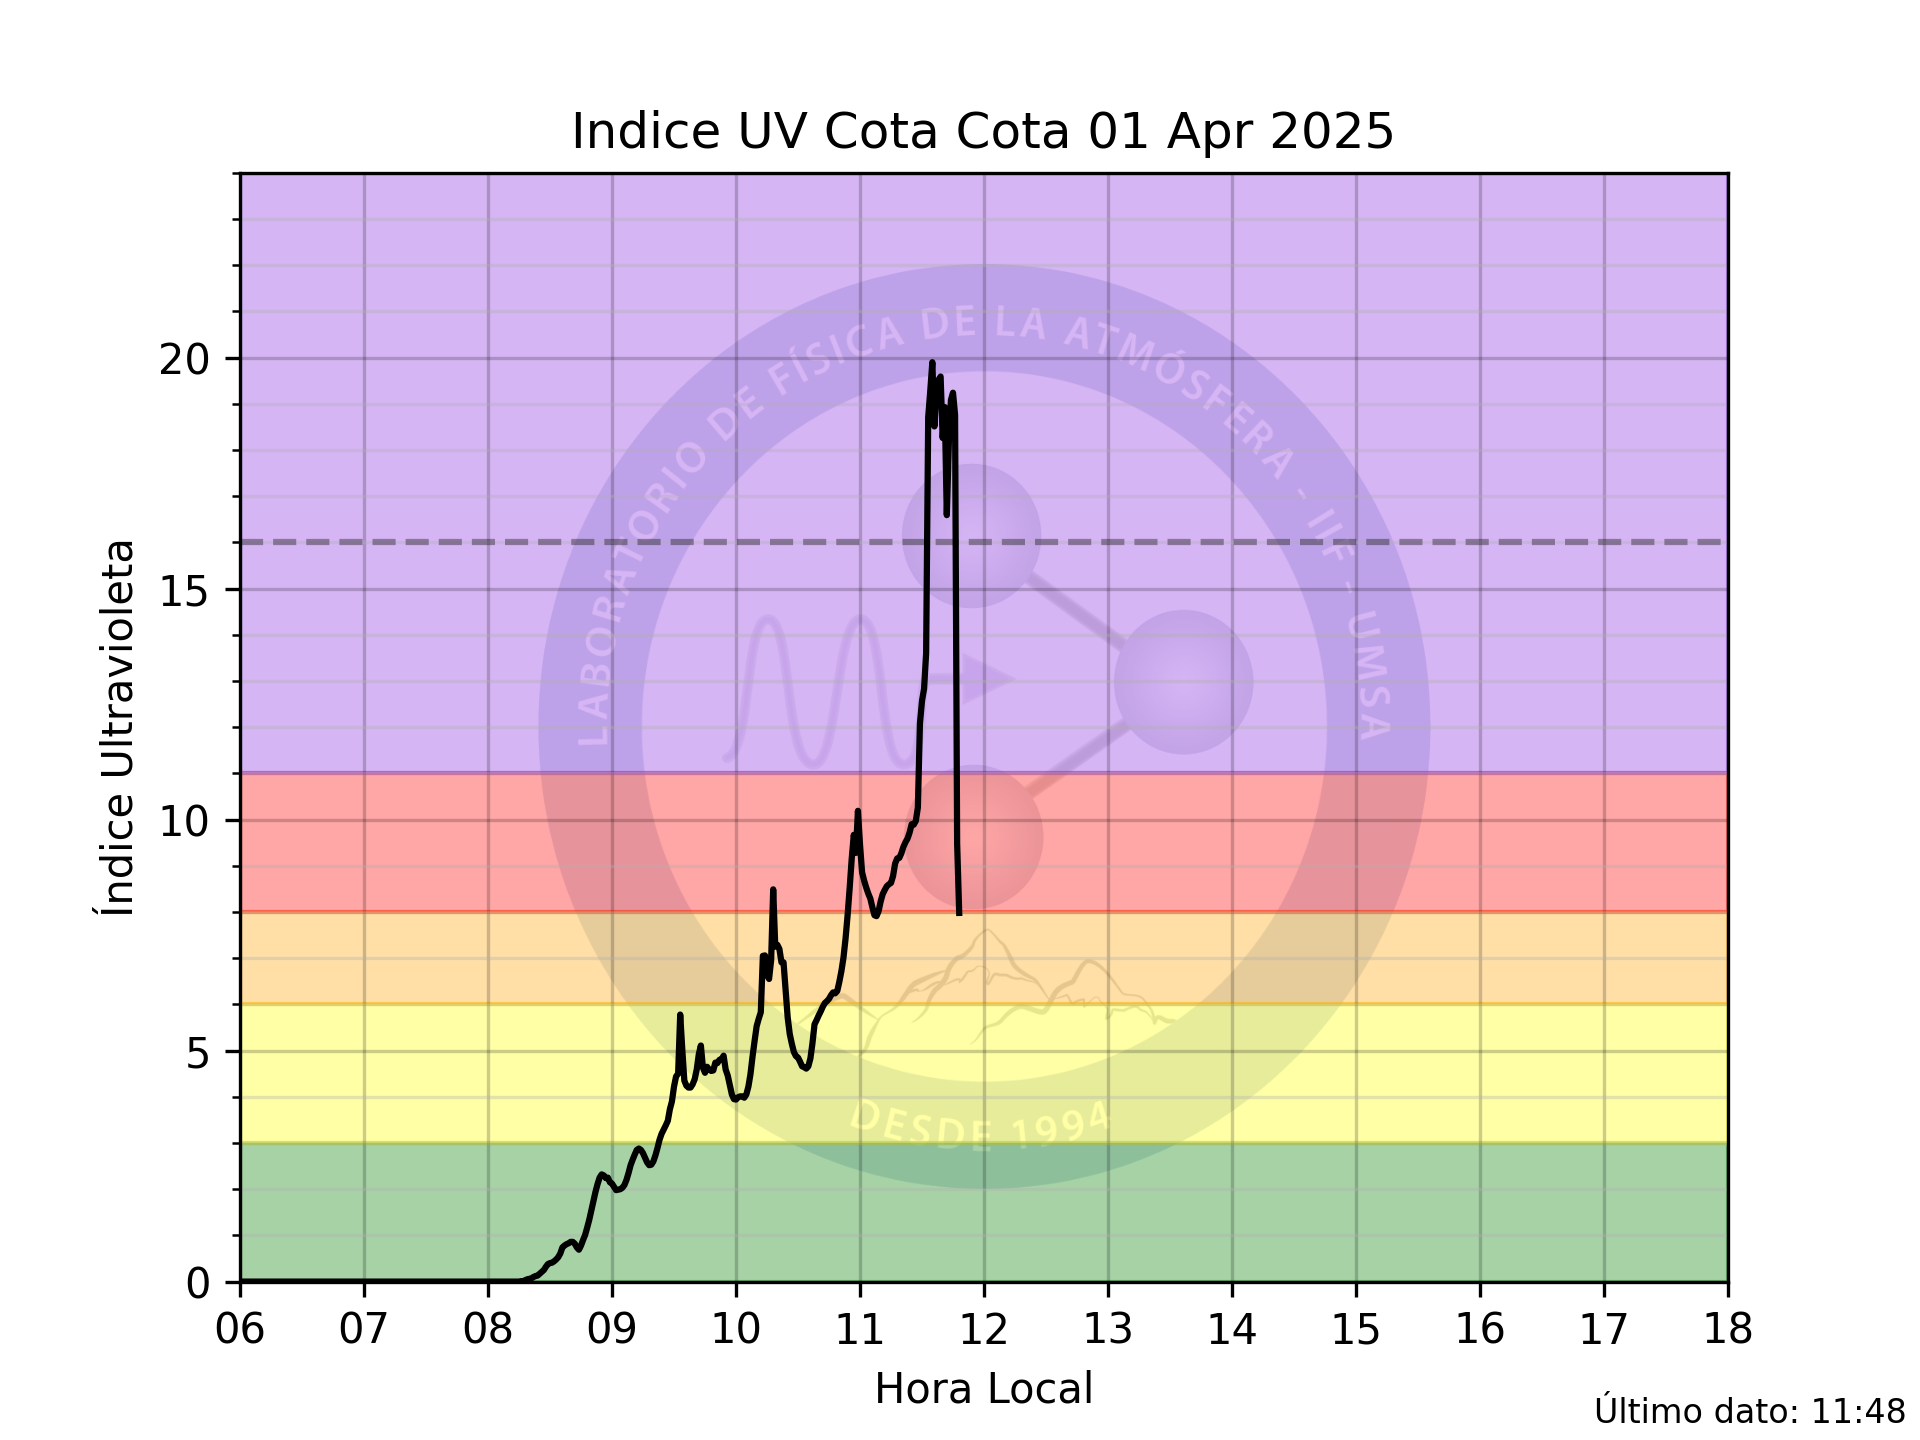 Indice UV Cota Cota 01 Apr 2025
LABORATORIO DE FÍSICA DE LA ATMÓSFERA - IIF - UMSA
DESDE 1994
20
15
10
5
0
Índice Ultravioleta
06 07 08 09 10 11 12 13 14 15 16 17 18
Hora Local
Último dato: 11:48